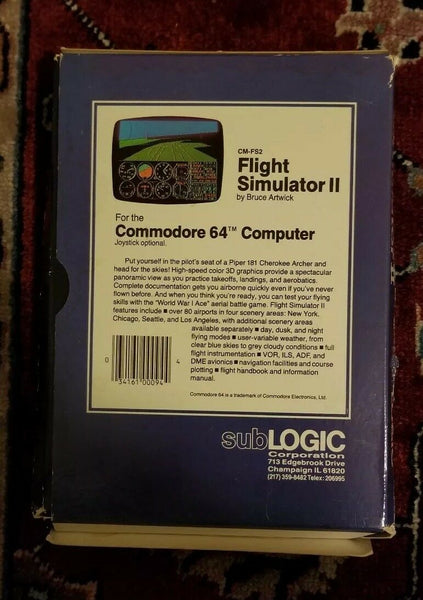 CM-FS2
Flight
Simulator II
by Bruce Artwick
For the
Commodore 64™ Computer
Joystick optional.
Put yourself in the pilot's seat of a Piper 181 Cherokee Archer and
head for the skies! High-speed color 3D graphics provide a spectacular
panoramic view as you practice takeoffs, landings, and aerobatics.
Complete documentation gets you airborne quickly even if you've never
flown before. And when you think you're ready, you can test your flying
skills with the "World War I Ace" aerial battle game. Flight Simulator II
features include ▪ over 80 airports in four scenery areas: New York,
Chicago, Seattle, and Los Angeles, with additional scenery areas
available separately ▪ day, dusk, and night
flying modes ▪ user-variable weather, from
clear blue skies to grey cloudy conditions ▪ full
flight instrumentation ▪ VOR, ILS, ADF, and
DME avionics ▪ navigation facilities and course
plotting ▪ flight handbook and information
manual.
0 34161 00094 4
Commodore 64 is a trademark of Commodore Electronics, Ltd.
subLOGIC
Corporation
713 Edgebrook Drive
Champaign IL 61820
(217) 359-8482 Telex: 206995